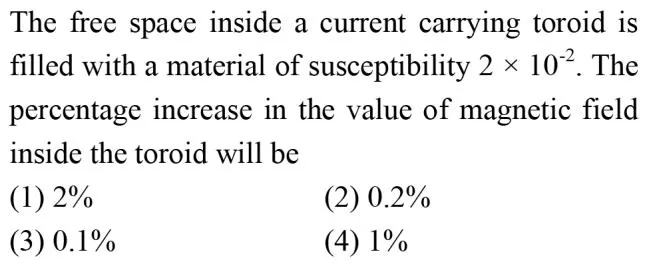 The free space inside a current carrying toroid is
filled with a material of susceptibility 2 × 10⁻². The
percentage increase in the value of magnetic field
inside the toroid will be
(1) 2% (2) 0.2%
(3) 0.1% (4) 1%